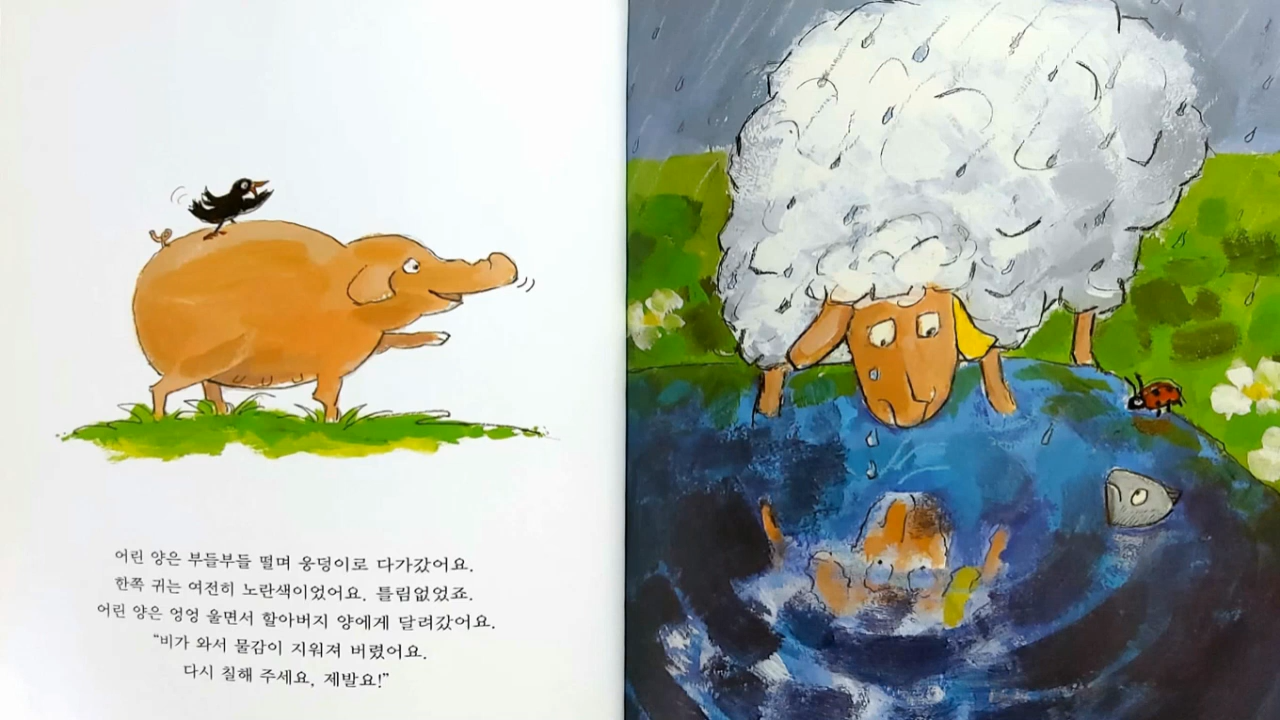 어린 양은 부들부들 떨며 웅덩이로 다가갔어요.
한쪽 귀는 여전히 노란색이었어요. 틀림없었죠.
어린 양은 엉엉 울면서 할아버지 양에게 달려갔어요.
“비가 와서 물감이 지워져 버렸어요.
다시 칠해 주세요, 제발요!”